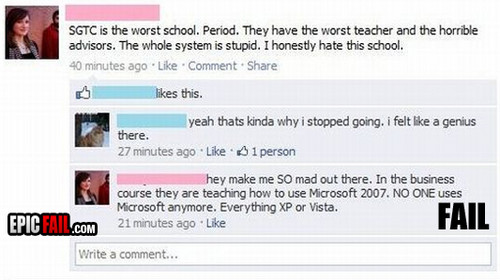 SGTC is the worst school. Period. They have the worst teacher and the horrible
advisors. The whole system is stupid. I honestly hate this school.
40 minutes ago · Like · Comment · Share
likes this.
yeah thats kinda why i stopped going. i felt like a genius
there.
27 minutes ago · Like · 1 person
hey make me SO mad out there. In the business
course they are teaching how to use Microsoft 2007. NO ONE uses
Microsoft anymore. Everything XP or Vista.
21 minutes ago · Like
EPICFAIL.COM
FAIL
Write a comment...